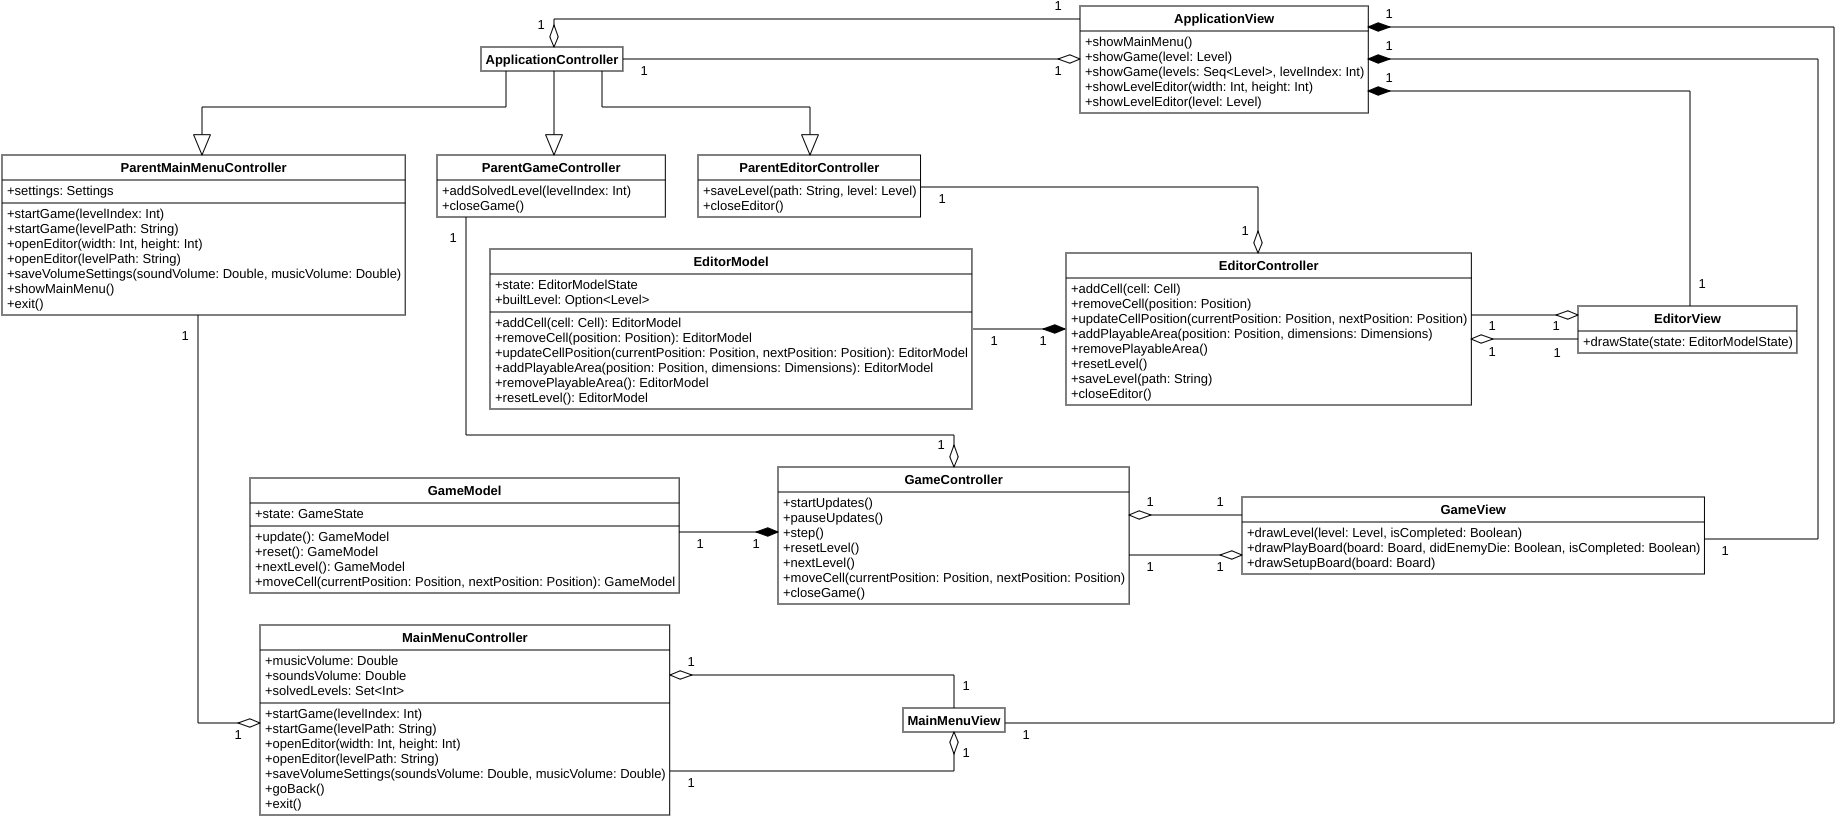 1
1
ApplicationView
+showMainMenu()
+showGame(level: Level)
+showGame(levels: Seq<Level>, levelIndex: Int)
+showLevelEditor(width: Int, height: Int)
+showLevelEditor(level: Level)
1
1
1
ApplicationController
1
1
ParentMainMenuController
+settings: Settings
+startGame(levelIndex: Int)
+startGame(levelPath: String)
+openEditor(width: Int, height: Int)
+openEditor(levelPath: String)
+saveVolumeSettings(soundVolume: Double, musicVolume: Double)
+showMainMenu()
+exit()
1
ParentGameController
+addSolvedLevel(levelIndex: Int)
+closeGame()
1
ParentEditorController
+saveLevel(path: String, level: Level)
+closeEditor()
1
1
EditorModel
+state: EditorModelState
+builtLevel: Option<Level>
+addCell(cell: Cell): EditorModel
+removeCell(position: Position): EditorModel
+updateCellPosition(currentPosition: Position, nextPosition: Position): EditorModel
+addPlayableArea(position: Position, dimensions: Dimensions): EditorModel
+removePlayableArea(): EditorModel
+resetLevel(): EditorModel
1
1
EditorController
+addCell(cell: Cell)
+removeCell(position: Position)
+updateCellPosition(currentPosition: Position, nextPosition: Position)
+addPlayableArea(position: Position, dimensions: Dimensions)
+removePlayableArea()
+resetLevel()
+saveLevel(path: String)
+closeEditor()
1
1
1
1
1
EditorView
+drawState(state: EditorModelState)
1
GameModel
+state: GameState
+update(): GameModel
+reset(): GameModel
+nextLevel(): GameModel
+moveCell(currentPosition: Position, nextPosition: Position): GameModel
1
1
GameController
+startUpdates()
+pauseUpdates()
+step()
+resetLevel()
+nextLevel()
+moveCell(currentPosition: Position, nextPosition: Position)
+closeGame()
1
1
1
1
GameView
+drawLevel(level: Level, isCompleted: Boolean)
+drawPlayBoard(board: Board, didEnemyDie: Boolean, isCompleted: Boolean)
+drawSetupBoard(board: Board)
1
MainMenuController
+musicVolume: Double
+soundsVolume: Double
+solvedLevels: Set<Int>
+startGame(levelIndex: Int)
+startGame(levelPath: String)
+openEditor(width: Int, height: Int)
+openEditor(levelPath: String)
+saveVolumeSettings(soundsVolume: Double, musicVolume: Double)
+goBack()
+exit()
1
1
1
MainMenuView
1
1
1